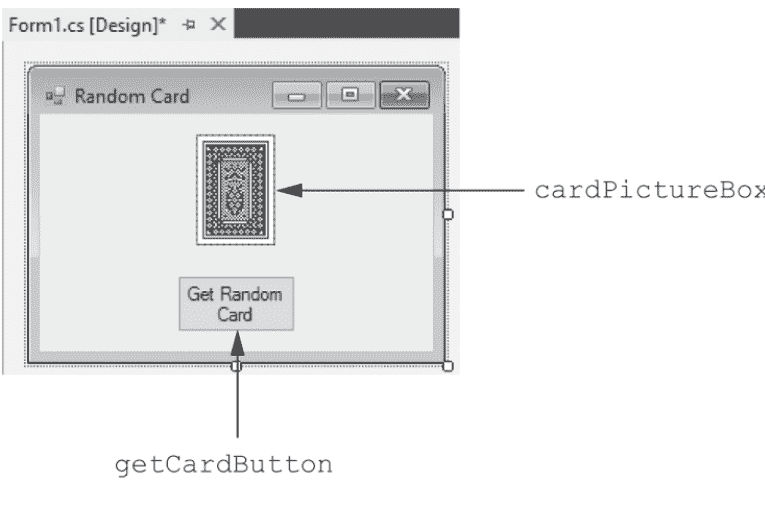 Form1.cs [Design]*
Random Card
cardPictureBox
Get Random
Card
getCardButton